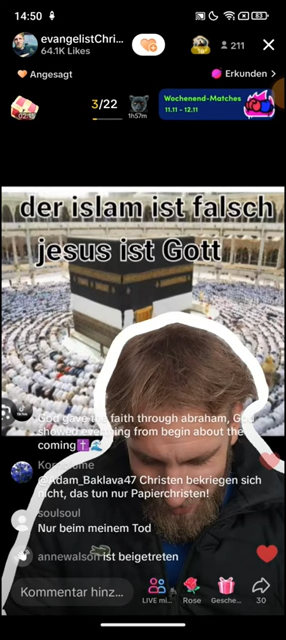 14:50
83
evangelistChri...
64.1K Likes
211
Angesagt
Erkunden >
02:15
3/22
1h57m
Wochenend-Matches
11.11 - 12.11
der islam ist falsch
jesus ist Gott
God gave the faith through abraham, God
showed everything from begin about the
coming✝️🌊
@Adam_Baklava47 Christen bekriegen sich
nicht, das tun nur Papierchristen!
soulsoul
Nur beim meinem Tod
annewalson ist beigetreten
Kommentar hinz...
LIVE mi...
Rose
Gesche...
30